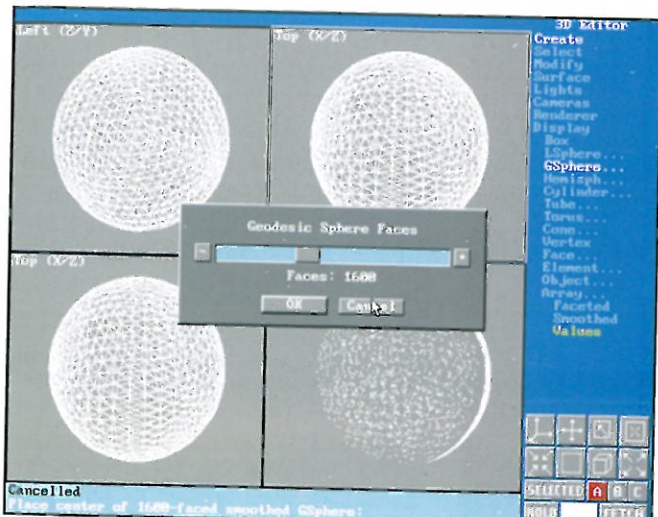 Left (Z/Y)
Top (X/Z)
3D Editor
Create
Select
Modify
Surface
Lights
Cameras
Renderer
Display
Box
LSphere...
GSphere...
Hemisph...
Cylinder...
Tube...
Torus...
Cone...
Vertex
Face...
Element...
Object...
Array...
Faceted
Smoothed
Values
Geodesic Sphere Faces
- +
Faces: 1600
OK Cancel
Top (X/Z)
SELECTED A B C
HOLD FETCH
Cancelled
Place center of 1600-faced smoothed GSphere: